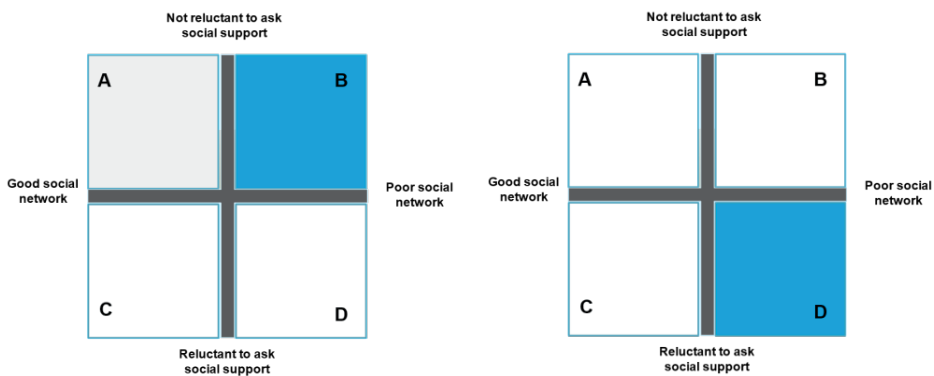 Not reluctant to ask
social support
A
B
Good social
network
Poor social
network
C
D
Reluctant to ask
social support
Not reluctant to ask
social support
A
B
Good social
network
Poor social
network
C
D
Reluctant to ask
social support